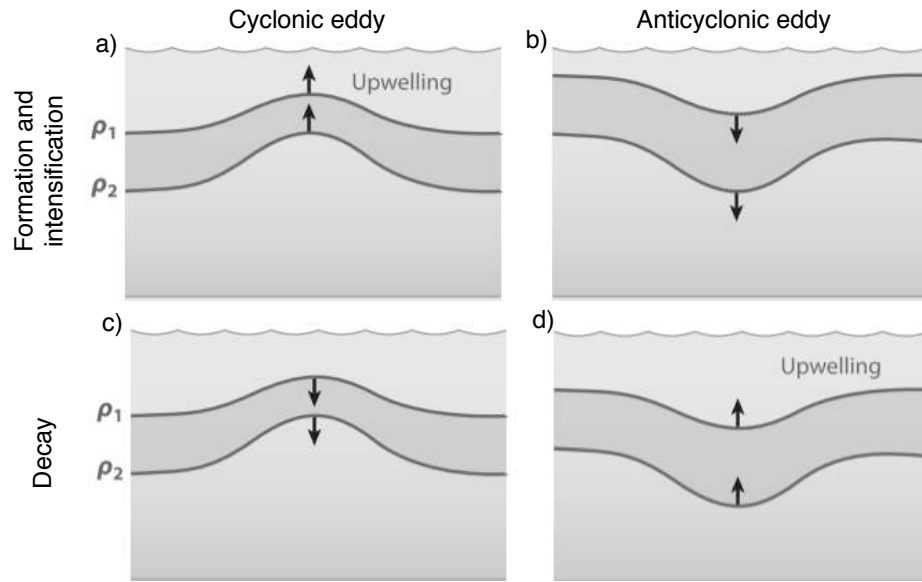 Cyclonic eddy
Anticyclonic eddy
Formation and
intensification
a)
Upwelling
ρ1
ρ2
b)
Decay
c)
ρ1
ρ2
d)
Upwelling